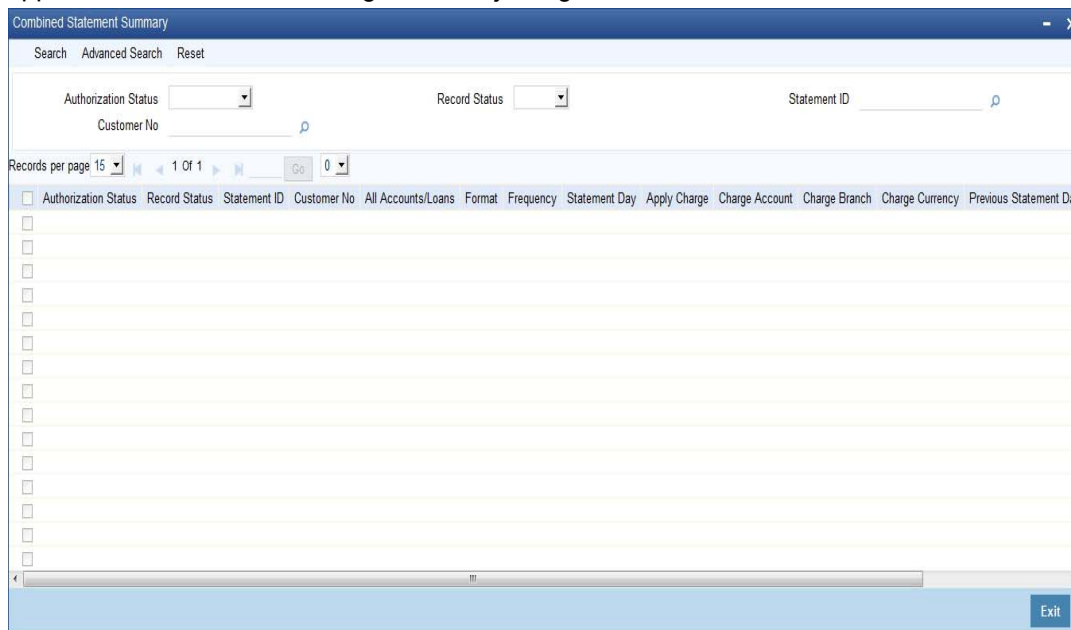 Combined Statement Summary
Search Advanced Search Reset
Authorization Status Record Status Statement ID
Customer No
Records per page 15 1 Of 1 Go 0
Authorization Status Record Status Statement ID Customer No All Accounts/Loans Format Frequency Statement Day Apply Charge Charge Account Charge Branch Charge Currency Previous Statement Da
Exit